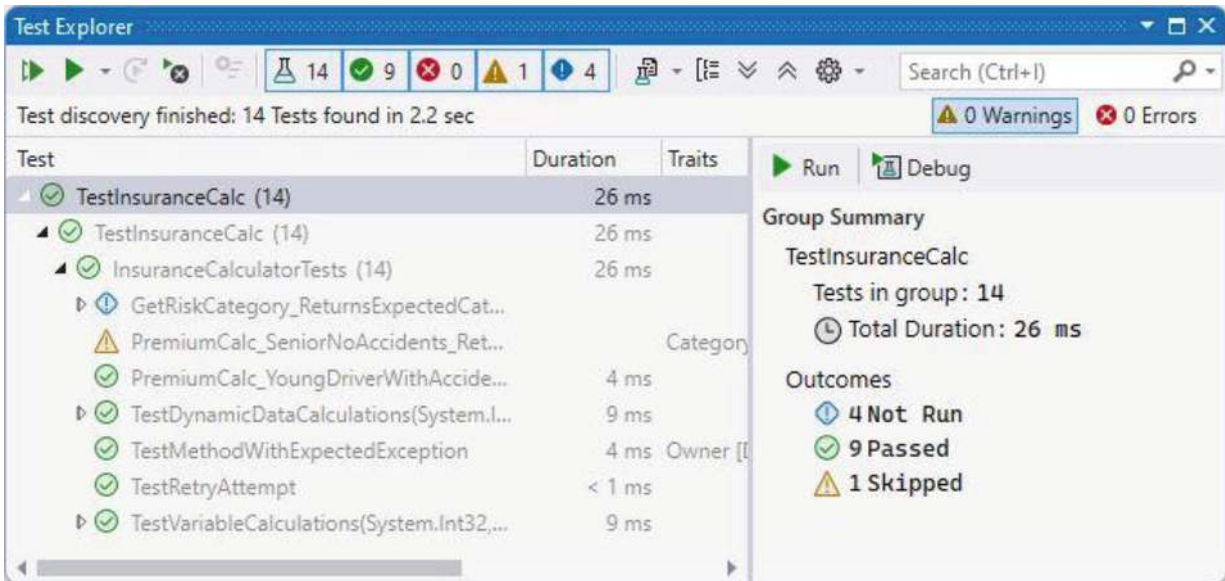 Test Explorer
14 9 0 1 4 Search (Ctrl+I)
Test discovery finished: 14 Tests found in 2.2 sec 0 Warnings 0 Errors
Test Duration Traits
TestInsuranceCalc (14) 26 ms
TestInsuranceCalc (14) 26 ms
InsuranceCalculatorTests (14) 26 ms
GetRiskCategory_ReturnsExpectedCat...
PremiumCalc_SeniorNoAccidents_Ret... Category
PremiumCalc_YoungDriverWithAccide... 4 ms
TestDynamicDataCalculations(System.I... 9 ms
TestMethodWithExpectedException 4 ms Owner [
TestRetryAttempt < 1 ms
TestVariableCalculations(System.Int32,... 9 ms
Run Debug
Group Summary
TestInsuranceCalc
Tests in group: 14
Total Duration: 26 ms
Outcomes
4 Not Run
9 Passed
1 Skipped